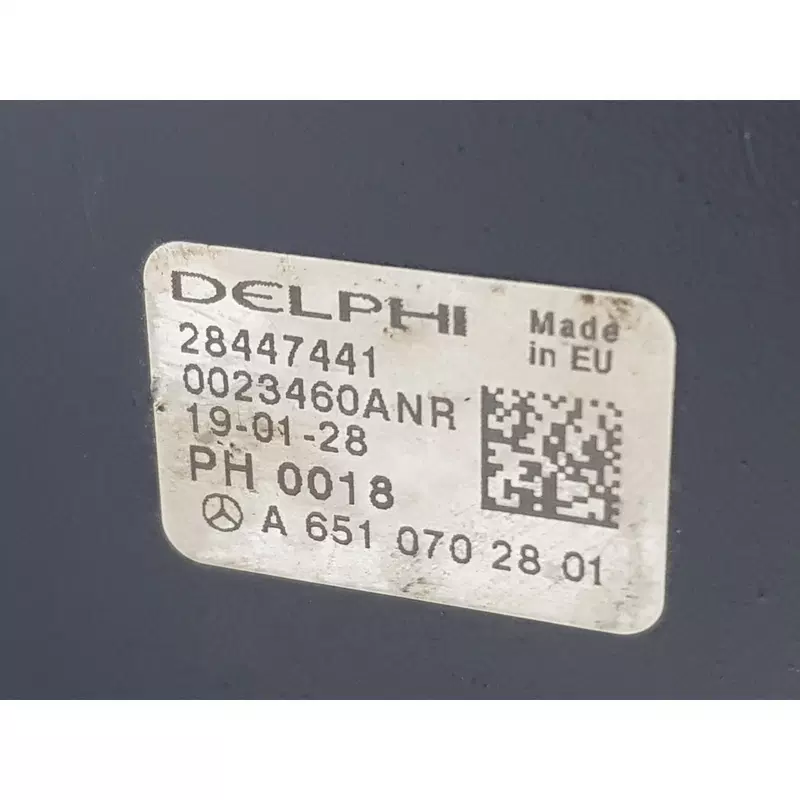 DELPHI
Made
in EU
28447441
0023460ANR
19-01-28
PH 0018
A 651 070 28 01